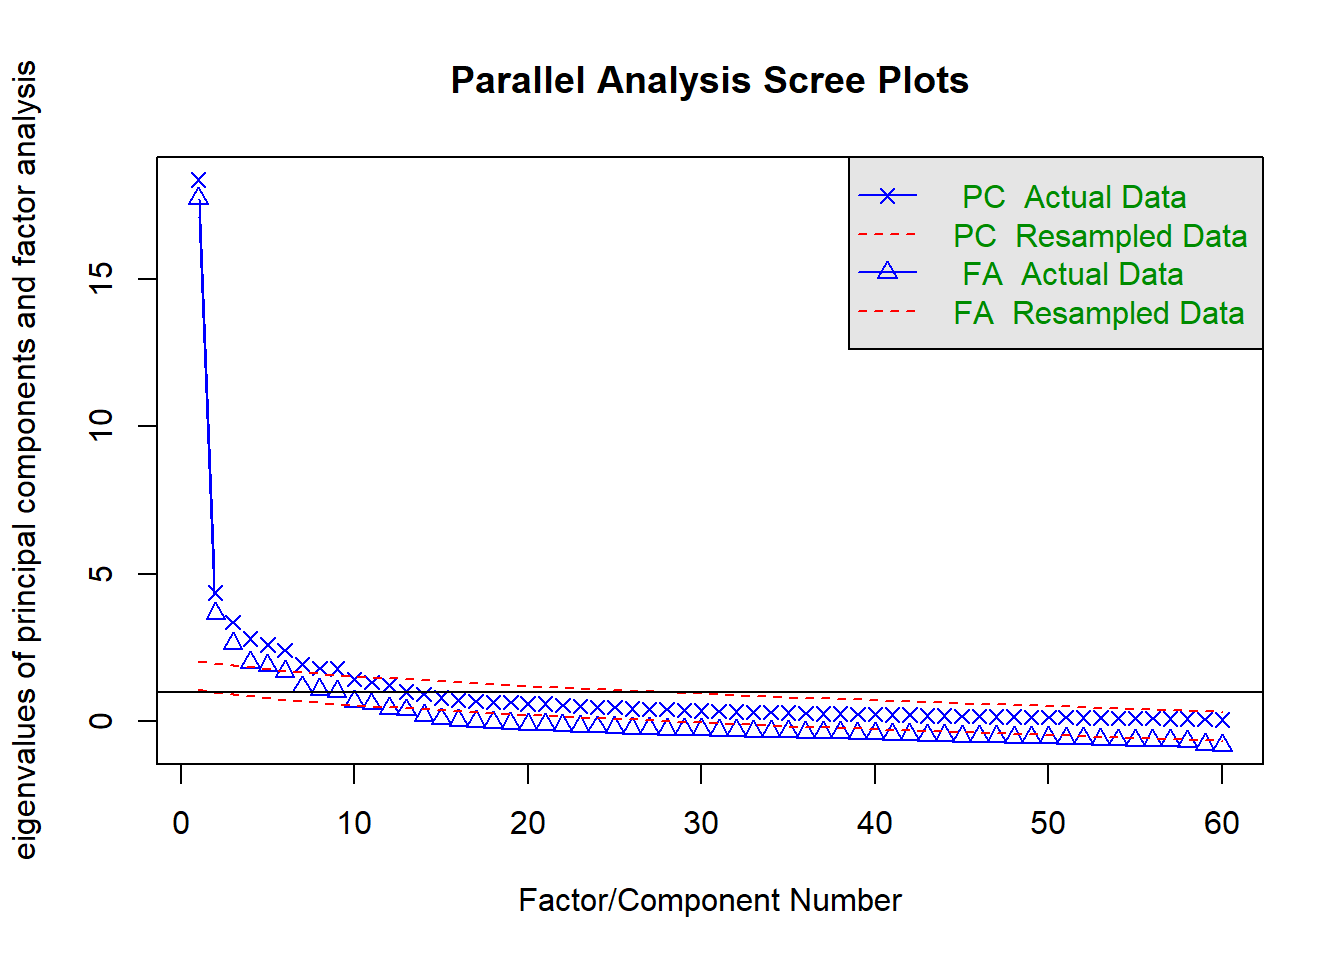 Parallel Analysis Scree Plots
eigenvalues of principal components and factor analysis
PC Actual Data
PC Resampled Data
FA Actual Data
FA Resampled Data
15
10
5
0
0 10 20 30 40 50 60
Factor/Component Number